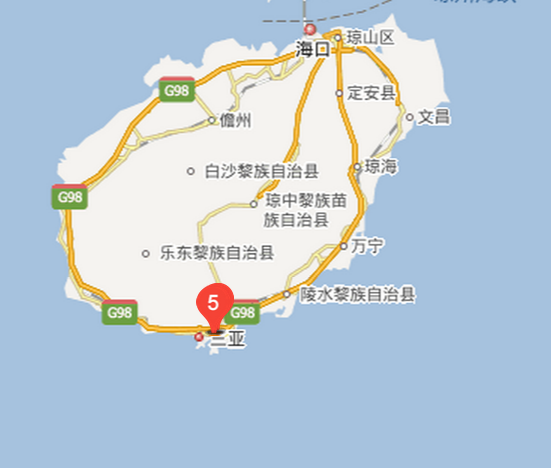 琼山区
海口
G98
定安县
文昌
儋州
琼海
白沙黎族自治县
G98
琼中黎族苗
族自治县
万宁
乐东黎族自治县
陵水黎族自治县
5
G98
G98
三亚